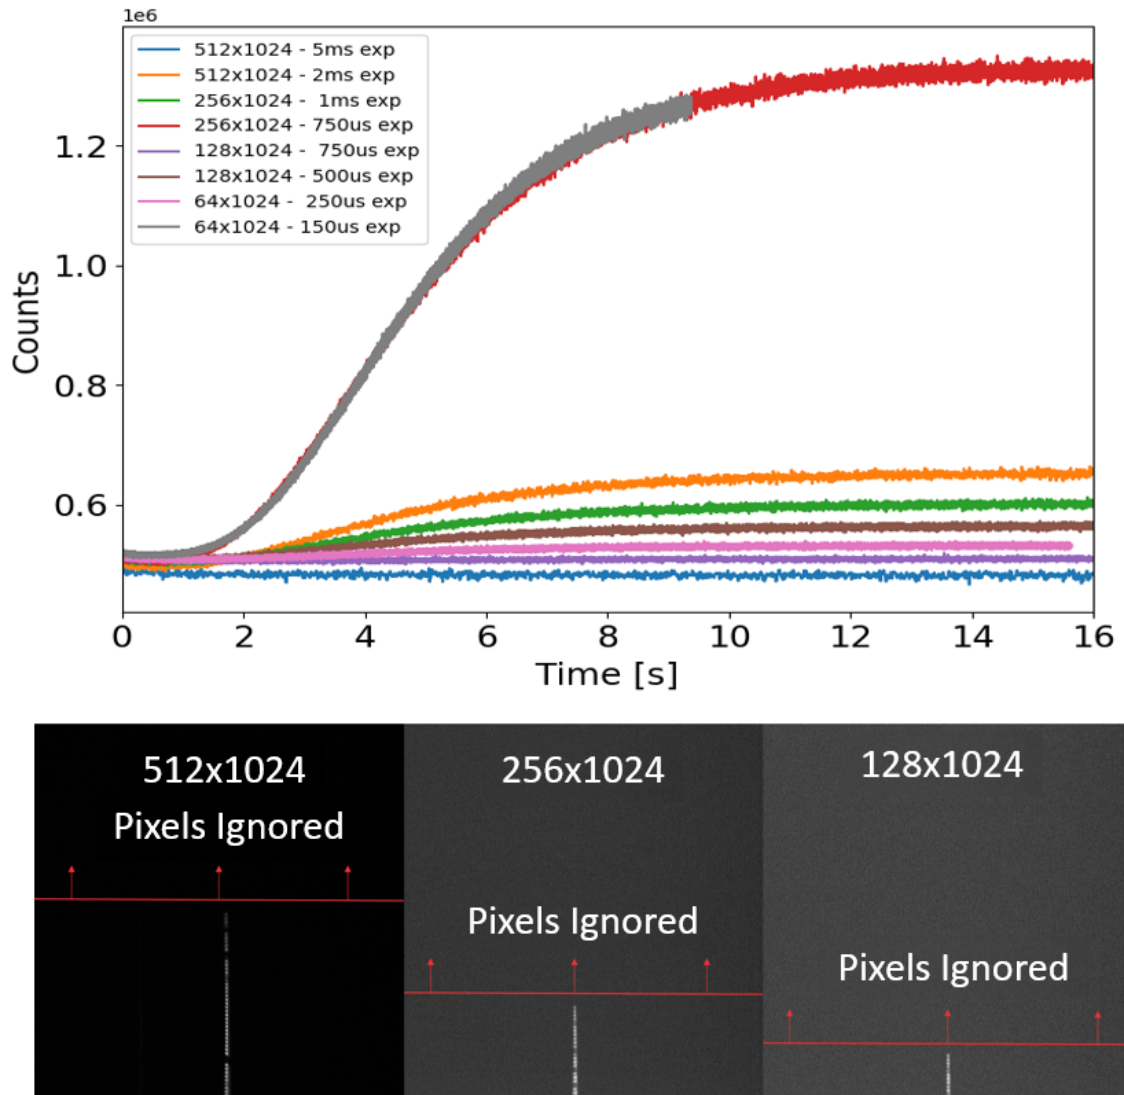 1e6
512x1024 - 5ms exp
512x1024 - 2ms exp
256x1024 -  1ms exp
256x1024 - 750us exp
128x1024 -  750us exp
128x1024 - 500us exp
64x1024 -  250us exp
64x1024 - 150us exp
1.2
1.0
0.8
0.6
Counts
0
2
4
6
8
10
12
14
16
Time [s]
512x1024
Pixels Ignored
256x1024
Pixels Ignored
128x1024
Pixels Ignored